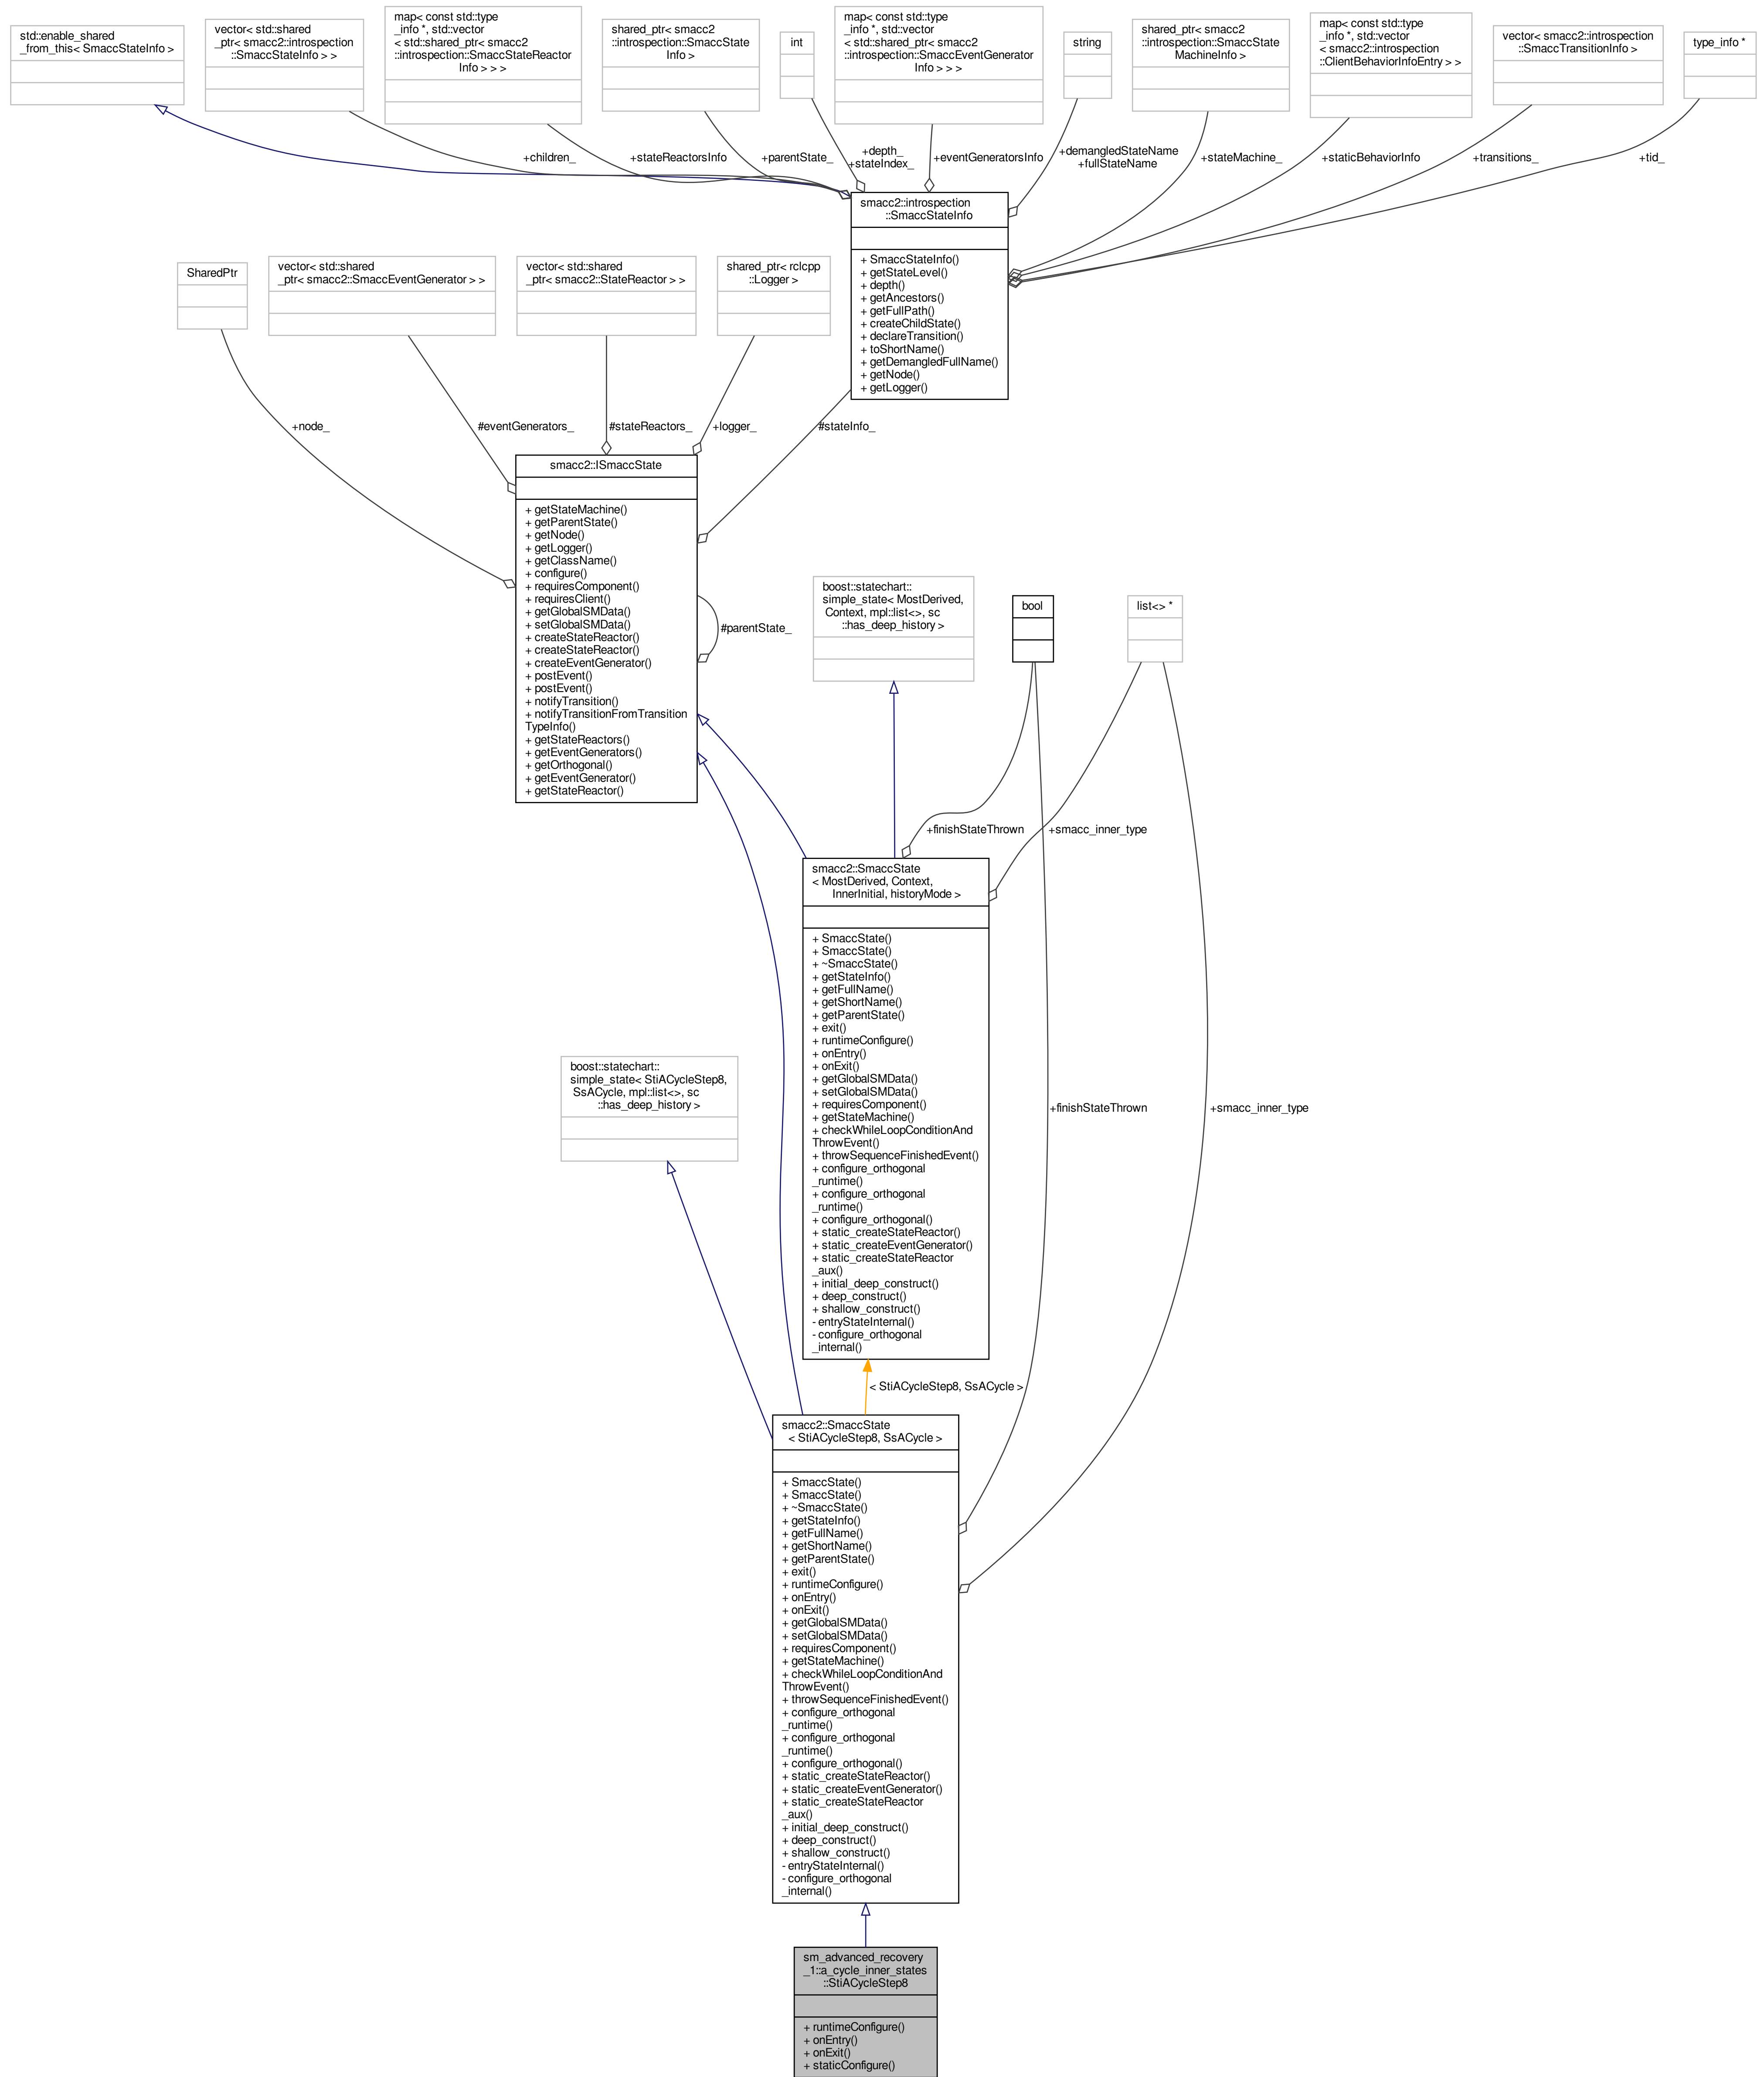 std::enable_shared
_from_this< SmaccStateInfo >
vector< std::shared
_ptr< smacc2::introspection
::SmaccStateInfo > >
map< const std::type
_info *, std::vector
< std::shared_ptr< smacc2
::introspection::SmaccStateReactor
Info > > >
shared_ptr< smacc2
::introspection::SmaccState
Info >
int
map< const std::type
_info *, std::vector
< std::shared_ptr< smacc2
::introspection::SmaccEventGenerator
Info > > >
string
shared_ptr< smacc2
::introspection::SmaccState
MachineInfo >
map< const std::type
_info *, std::vector
< smacc2::introspection
::ClientBehaviorInfoEntry > >
vector< smacc2::introspection
::SmaccTransitionInfo >
type_info *
+children_
+stateReactorsInfo
+parentState_
+depth_
+stateIndex_
+eventGeneratorsInfo
+demangledStateName
+fullStateName
+stateMachine_
+staticBehaviorInfo
+transitions_
+tid_
smacc2::introspection
::SmaccStateInfo
+ SmaccStateInfo()
+ getStateLevel()
+ depth()
+ getAncestors()
+ getFullPath()
+ createChildState()
+ declareTransition()
+ toShortName()
+ getDemangledFullName()
+ getNode()
+ getLogger()
SharedPtr
vector< std::shared
_ptr< smacc2::SmaccEventGenerator > >
vector< std::shared
_ptr< smacc2::StateReactor > >
shared_ptr< rclcpp
::Logger >
+node_
#eventGenerators_
#stateReactors_
+logger_
#stateInfo_
smacc2::ISmaccState
+ getStateMachine()
+ getParentState()
+ getNode()
+ getLogger()
+ getClassName()
+ configure()
+ requiresComponent()
+ requiresClient()
+ getGlobalSMData()
+ setGlobalSMData()
+ createStateReactor()
+ createStateReactor()
+ createEventGenerator()
+ postEvent()
+ postEvent()
+ notifyTransition()
+ notifyTransitionFromTransition
TypeInfo()
+ getStateReactors()
+ getEventGenerators()
+ getOrthogonal()
+ getEventGenerator()
+ getStateReactor()
#parentState_
boost::statechart::
simple_state< MostDerived,
Context, mpl::list<>, sc
::has_deep_history >
bool
list<> *
+finishStateThrown
+smacc_inner_type
smacc2::SmaccState
< MostDerived, Context,
InnerInitial, historyMode >
+ SmaccState()
+ SmaccState()
+ ~SmaccState()
+ getStateInfo()
+ getFullName()
+ getShortName()
+ getParentState()
+ exit()
+ runtimeConfigure()
+ onEntry()
+ onExit()
+ getGlobalSMData()
+ setGlobalSMData()
+ requiresComponent()
+ getStateMachine()
+ checkWhileLoopConditionAnd
ThrowEvent()
+ throwSequenceFinishedEvent()
+ configure_orthogonal
_runtime()
+ configure_orthogonal
_runtime()
+ configure_orthogonal()
+ static_createStateReactor()
+ static_createEventGenerator()
+ static_createStateReactor
_aux()
+ initial_deep_construct()
+ deep_construct()
+ shallow_construct()
- entryStateInternal()
- configure_orthogonal
_internal()
boost::statechart::
simple_state< StiACycleStep8,
SsACycle, mpl::list<>, sc
::has_deep_history >
+finishStateThrown
+smacc_inner_type
< StiACycleStep8, SsACycle >
smacc2::SmaccState
< StiACycleStep8, SsACycle >
+ SmaccState()
+ SmaccState()
+ ~SmaccState()
+ getStateInfo()
+ getFullName()
+ getShortName()
+ getParentState()
+ exit()
+ runtimeConfigure()
+ onEntry()
+ onExit()
+ getGlobalSMData()
+ setGlobalSMData()
+ requiresComponent()
+ getStateMachine()
+ checkWhileLoopConditionAnd
ThrowEvent()
+ throwSequenceFinishedEvent()
+ configure_orthogonal
_runtime()
+ configure_orthogonal
_runtime()
+ configure_orthogonal()
+ static_createStateReactor()
+ static_createEventGenerator()
+ static_createStateReactor
_aux()
+ initial_deep_construct()
+ deep_construct()
+ shallow_construct()
- entryStateInternal()
- configure_orthogonal
_internal()
sm_advanced_recovery
_1::a_cycle_inner_states
::StiACycleStep8
+ runtimeConfigure()
+ onEntry()
+ onExit()
+ staticConfigure()